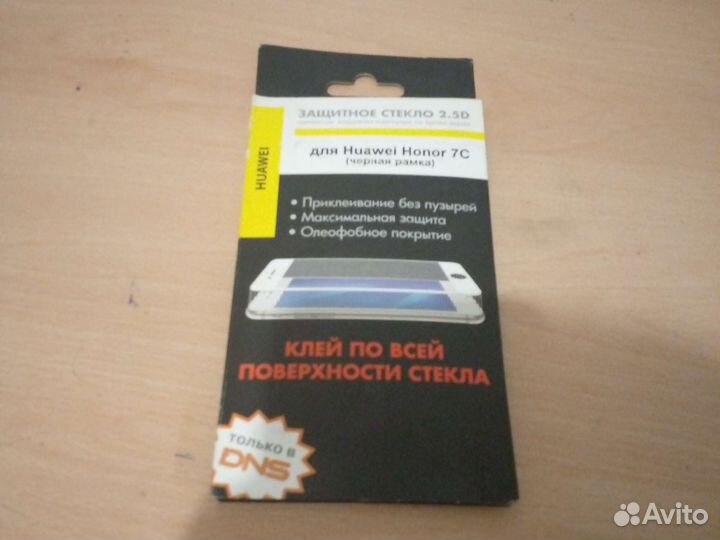 ЗАЩИТНОЕ СТЕКЛО 2.5D
для Huawei Honor 7C
(черная рамка)
HUAWEI
• Приклеивание без пузырей
• Максимальная защита
• Олеофобное покрытие
КЛЕЙ ПО ВСЕЙ
ПОВЕРХНОСТИ СТЕКЛА
ТОЛЬКО В
DNS
Avito